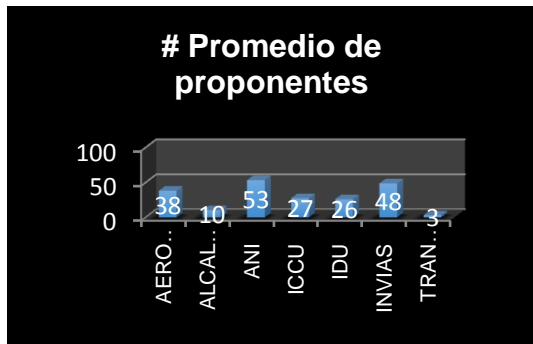 # Promedio de
proponentes
100
50
0
38
10
53
27
26
48
3
AERO..
ALCAL..
ANI
ICCU
IDU
INVIAS
TRAN..